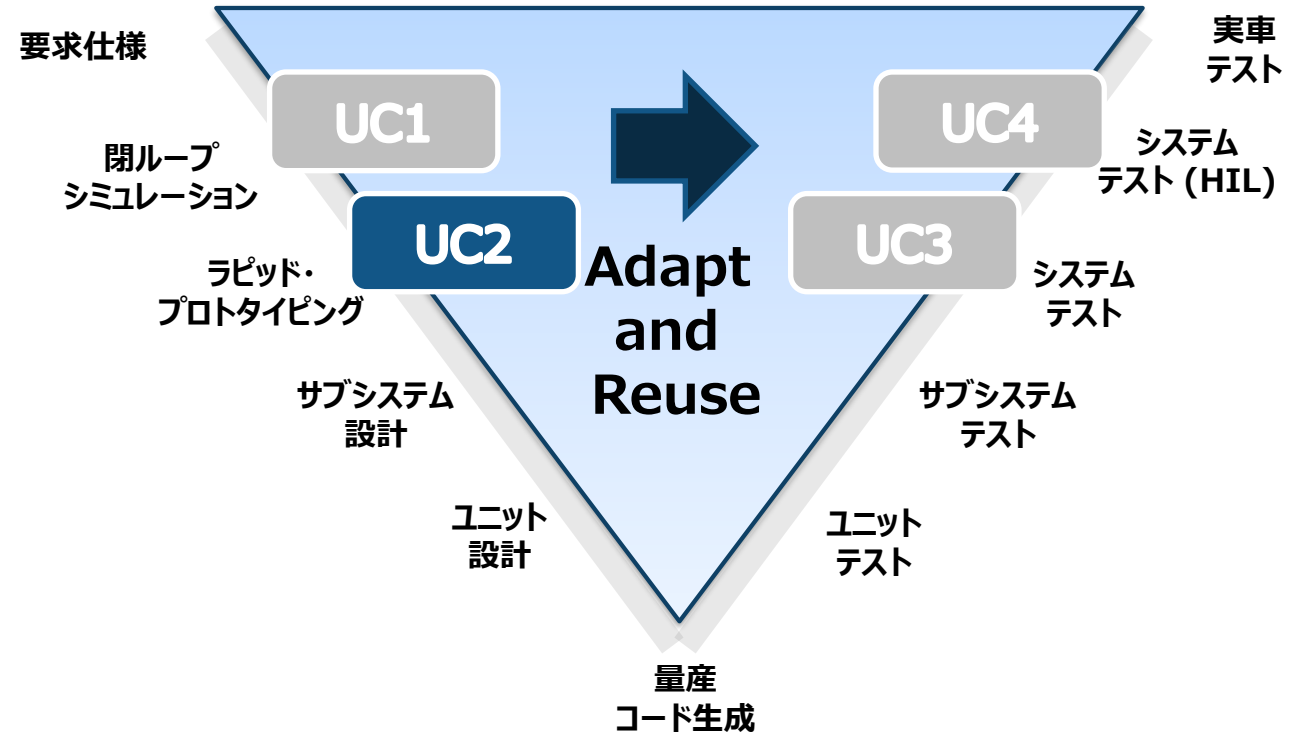 要求仕様
実車
テスト
UC1
UC4
閉ループ
シミュレーション
システム
テスト (HIL)
UC2
UC3
ラピッド・
プロトタイピング
Adapt
and
Reuse
システム
テスト
サブシステム
設計
サブシステム
テスト
ユニット
設計
ユニット
テスト
量産
コード生成